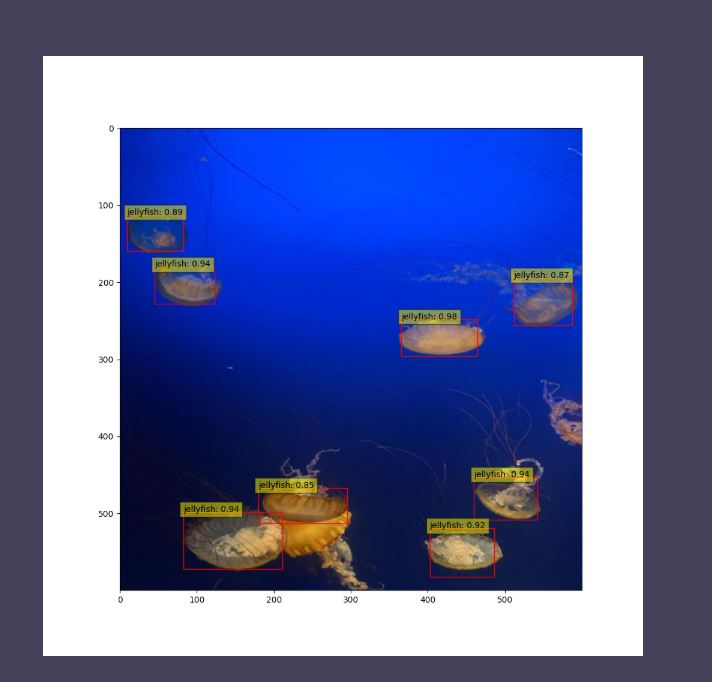 0
100
jellyfish: 0.89
jellyfish: 0.94
200
jellyfish: 0.87
jellyfish: 0.98
300
400
jellyfish: 0.94
jellyfish: 0.85
jellyfish: 0.94
500
jellyfish: 0.92
0 100 200 300 400 500